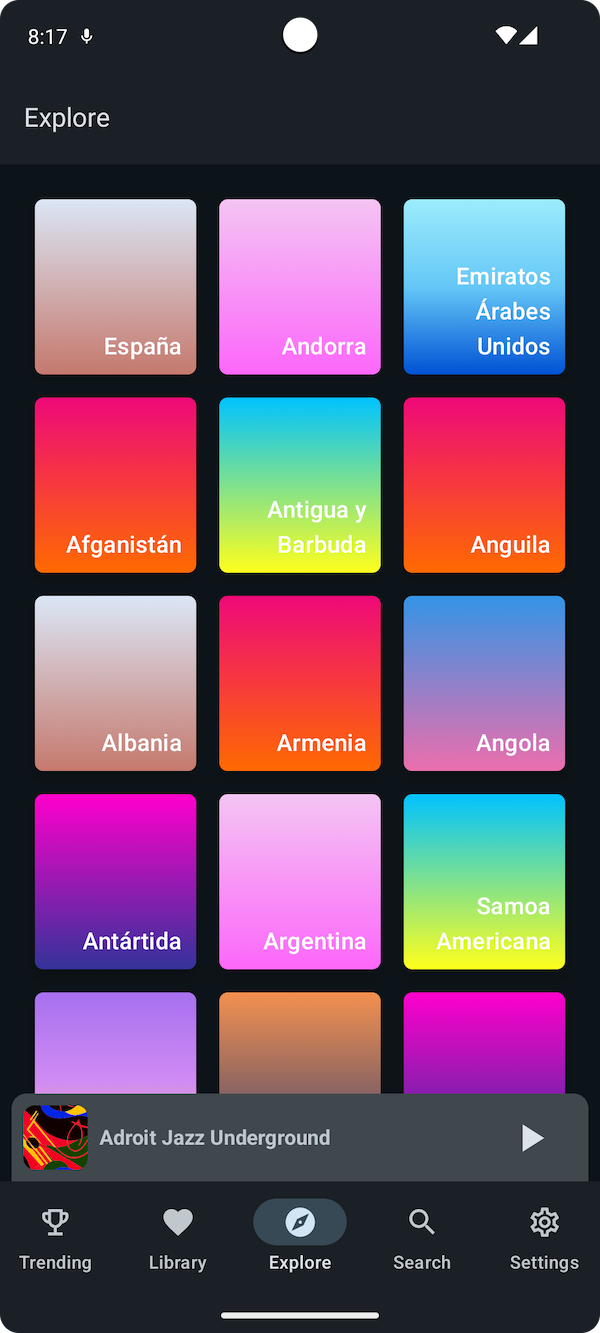 8:17
Explore
España
Andorra
Emiratos
Árabes
Unidos
Afganistán
Antigua y
Barbuda
Anguila
Albania
Armenia
Angola
Antártida
Argentina
Samoa
Americana
Adroit Jazz Underground
Trending
Library
Explore
Search
Settings